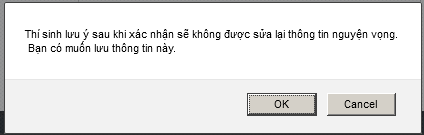 Thí sinh lưu ý sau khi xác nhận sẽ không được sửa lại thông tin nguyện vọng.
Bạn có muốn lưu thông tin này.
OK Cancel